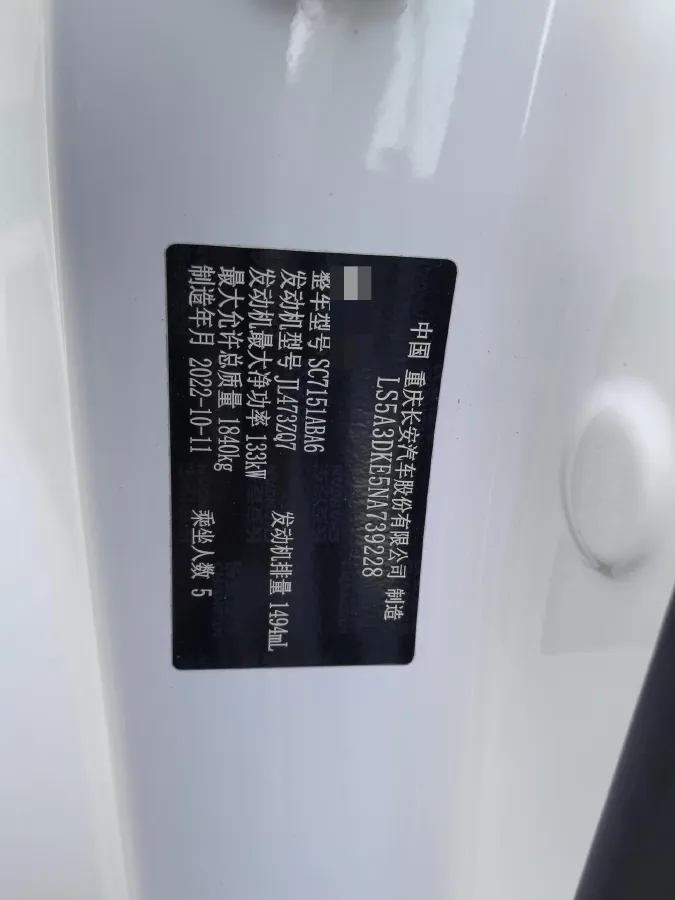 中国 重庆长安汽车股份有限公司 制造
LS5A3DKE5NA739228
整车型号 SC7151ABA6
发动机型号 JL473ZQ7 发动机排量 1494mL
发动机最大净功率 133kW
最大允许总质量 1840kg
制造年月 2022-10-11 乘坐人数 5